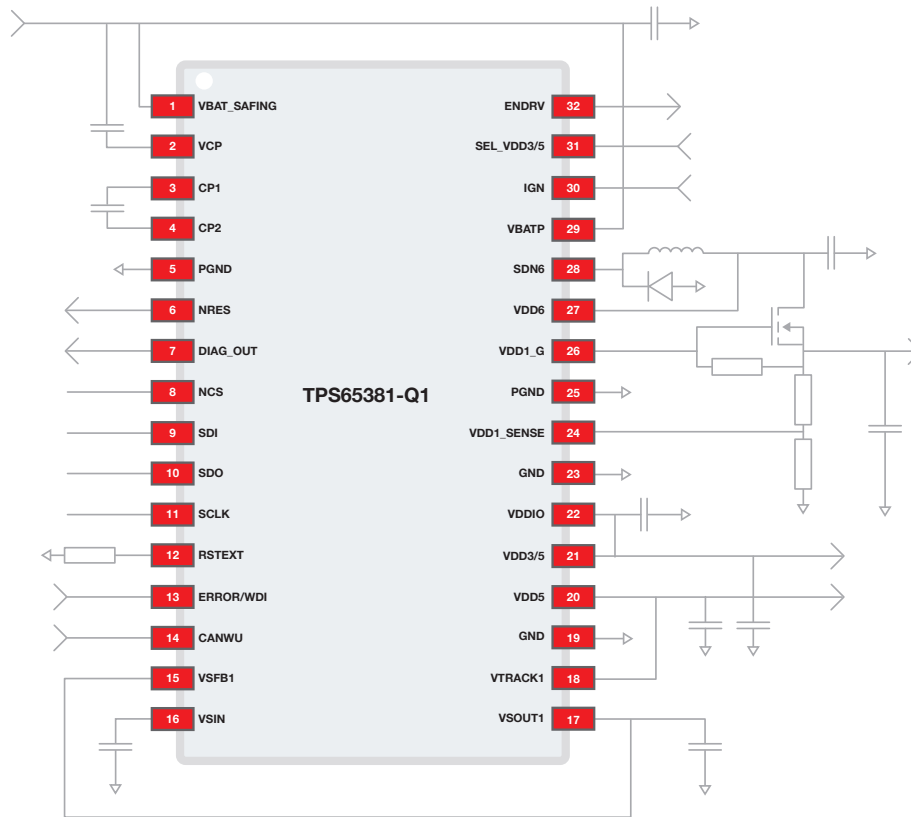 TPS65381-Q1
1 VBAT_SAFING
2 VCP
3 CP1
4 CP2
5 PGND
6 NRES
7 DIAG_OUT
8 NCS
9 SDI
10 SDO
11 SCLK
12 RSTEXT
13 ERROR/WDI
14 CANWU
15 VSFB1
16 VSIN
ENDRV 32
SEL_VDD3/5 31
IGN 30
VBATP 29
SDN6 28
VDD6 27
VDD1_G 26
PGND 25
VDD1_SENSE 24
GND 23
VDDIO 22
VDD3/5 21
VDD5 20
GND 19
VTRACK1 18
VSOUT1 17